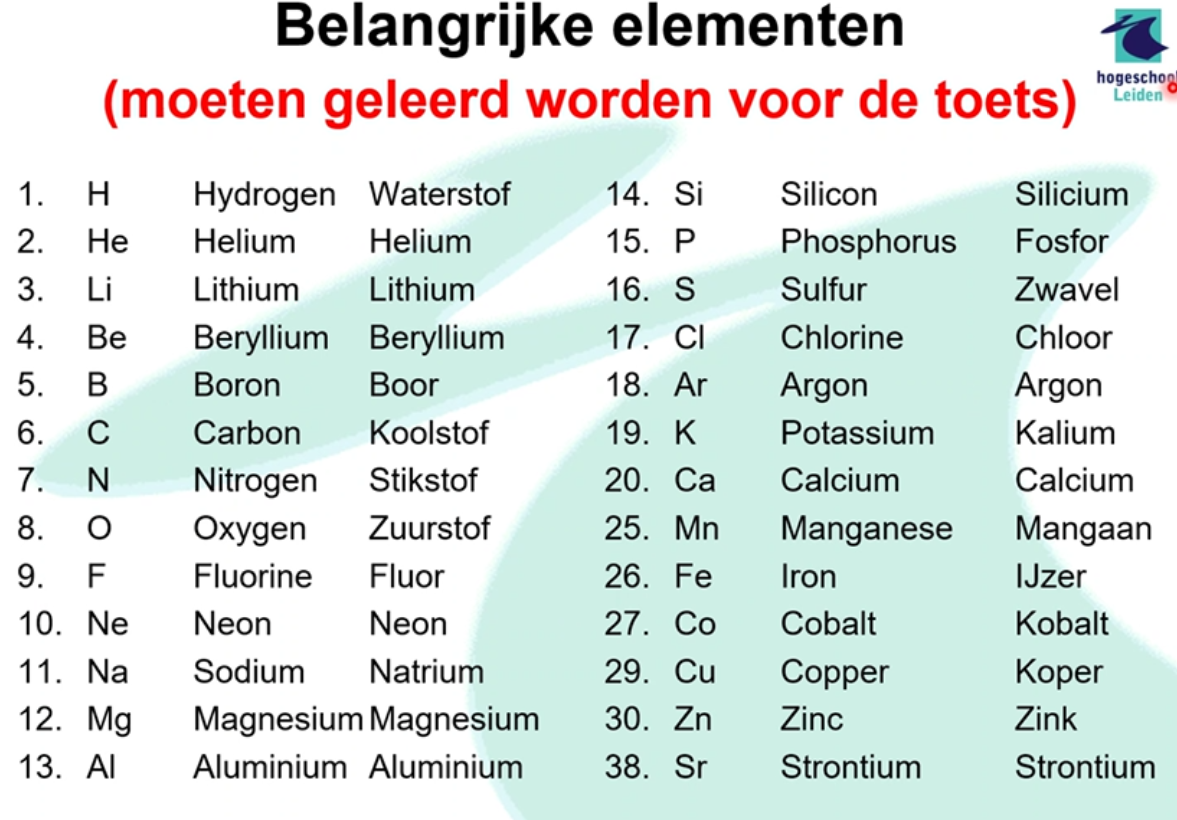 Belangrijke elementen
(moeten geleerd worden voor de toets)
hogeschool
Leiden
1. H Hydrogen Waterstof
2. He Helium Helium
3. Li Lithium Lithium
4. Be Beryllium Beryllium
5. B Boron Boor
6. C Carbon Koolstof
7. N Nitrogen Stikstof
8. O Oxygen Zuurstof
9. F Fluorine Fluor
10. Ne Neon Neon
11. Na Sodium Natrium
12. Mg Magnesium Magnesium
13. Al Aluminium Aluminium
14. Si Silicon Silicium
15. P Phosphorus Fosfor
16. S Sulfur Zwavel
17. Cl Chlorine Chloor
18. Ar Argon Argon
19. K Potassium Kalium
20. Ca Calcium Calcium
25. Mn Manganese Mangaan
26. Fe Iron IJzer
27. Co Cobalt Kobalt
29. Cu Copper Koper
30. Zn Zinc Zink
38. Sr Strontium Strontium